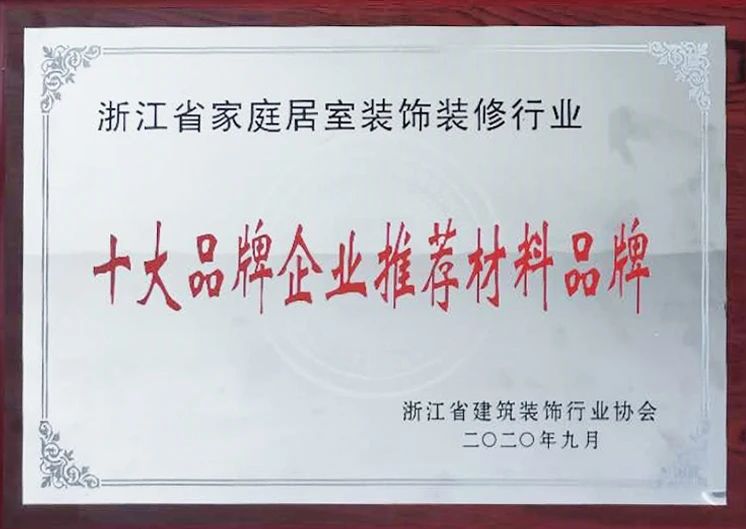 浙江省家庭居室装饰装修行业
十大品牌企业推荐材料品牌
浙江省建筑装饰行业协会
二〇二〇年九月